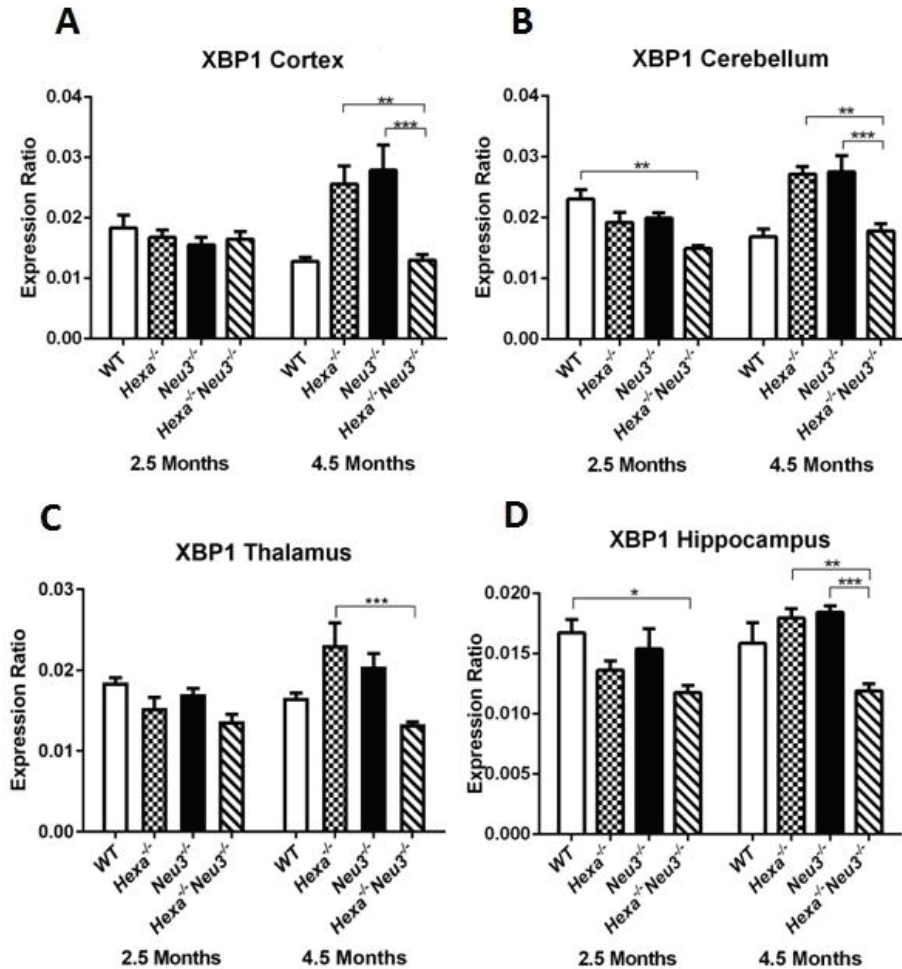 A
XBP1 Cortex
Expression Ratio
0.04
0.03
0.02
0.01
0.00
**
***
WT
Hexa-/-
Neu3-/-
Hexa-/-Neu3-/-
WT
Hexa-/-
Neu3-/-
Hexa-/-Neu3-/-
2.5 Months
4.5 Months
B
XBP1 Cerebellum
Expression Ratio
0.04
0.03
0.02
0.01
0.00
**
**
***
WT
Hexa-/-
Neu3-/-
Hexa-/-Neu3-/-
WT
Hexa-/-
Neu3-/-
Hexa-/-Neu3-/-
2.5 Months
4.5 Months
C
XBP1 Thalamus
Expression Ratio
0.03
0.02
0.01
0.00
***
WT
Hexa-/-
Neu3-/-
Hexa-/-Neu3-/-
WT
Hexa-/-
Neu3-/-
Hexa-/-Neu3-/-
2.5 Months
4.5 Months
D
XBP1 Hippocampus
Expression Ratio
0.020
0.015
0.010
0.005
0.000
*
**
***
WT
Hexa-/-
Neu3-/-
Hexa-/-Neu3-/-
WT
Hexa-/-
Neu3-/-
Hexa-/-Neu3-/-
2.5 Months
4.5 Months